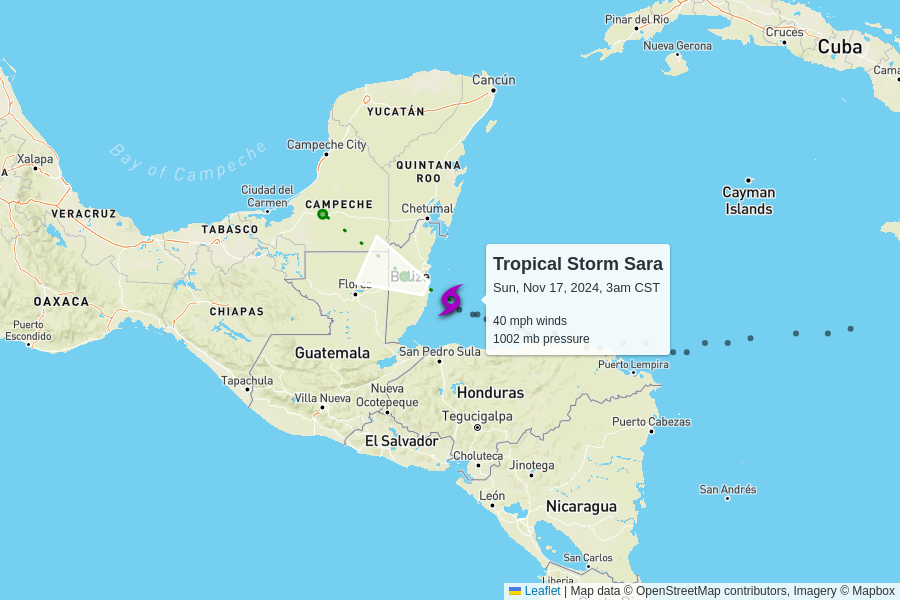 Pinar del Rio
Cruces
Cuba
Nueva Gerona
Cama
Cancún
YUCATÁN
Bay of Campeche
Campeche City
Xalapa
A
QUINTANA
ROO
Ciudad del
Carmen
CAMPECHE
Chetumal
Cayman
Islands
VERACRUZ
TABASCO
Tropical Storm Sara
Sun, Nov 17, 2024, 3am CST
40 mph winds
1002 mb pressure
Belize
Flores
OAXACA
CHIAPAS
Puerto
Escondido
Guatemala
San Pedro Sula
Puerto Lempira
Tapachula
Nueva
Ocotepeque
Honduras
Villa Nueva
Tegucigalpa
Puerto Cabezas
El Salvador
Choluteca
Jinotega
San Andrés
León
Nicaragua
San Carlos
Liberia
Leaflet | Map data © OpenStreetMap contributors, Imagery © Mapbox